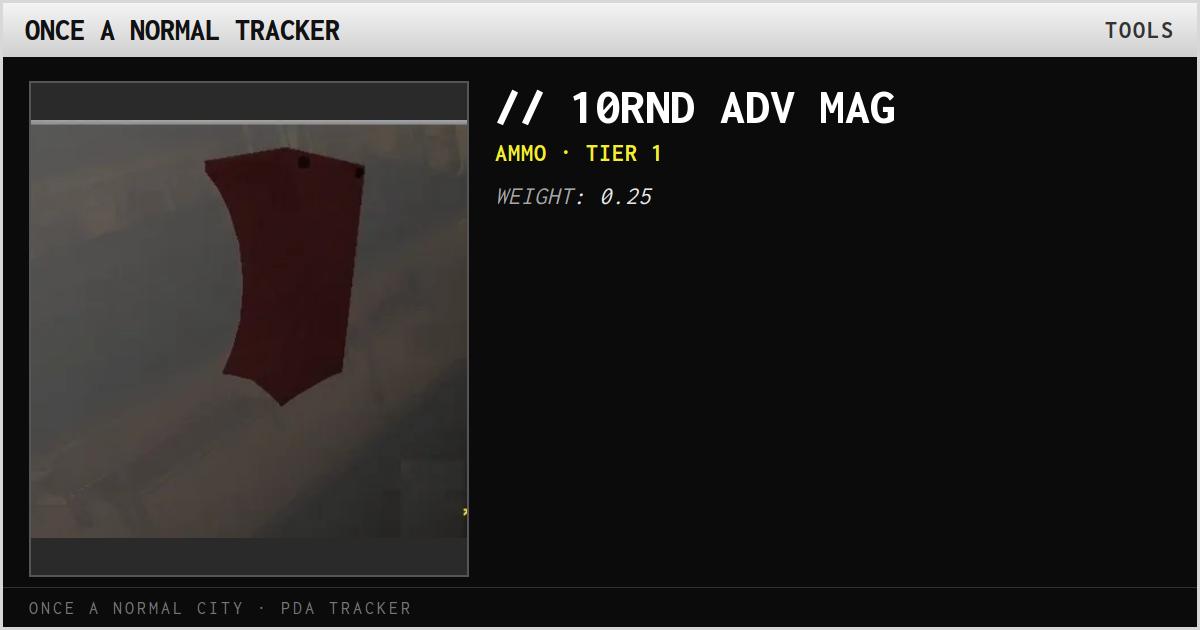 ONCE A NORMAL TRACKER
TOOLS
// 10RND ADV MAG
AMMO · TIER 1
WEIGHT: 0.25
ONCE A NORMAL CITY · PDA TRACKER